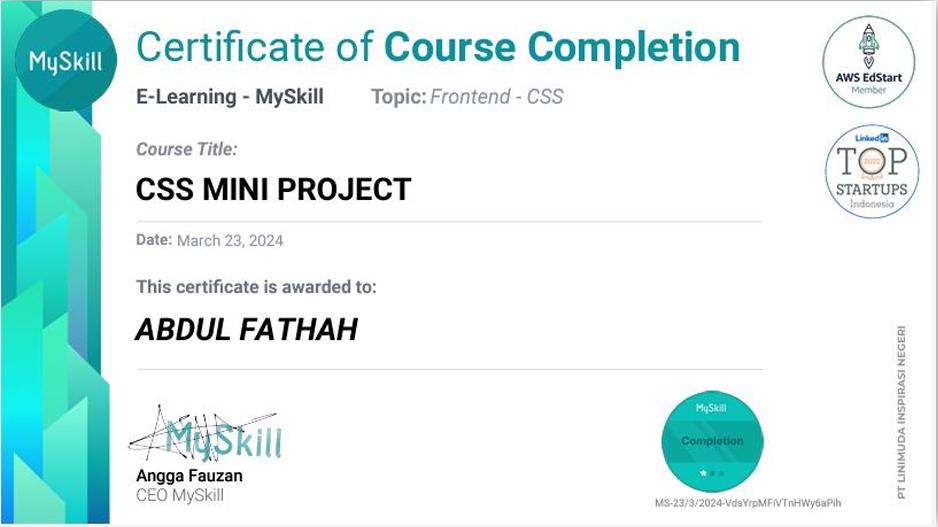 MySkill
Certificate of Course Completion
E-Learning - MySkill Topic: Frontend - CSS
AWS EdStart
Member
Course Title:
CSS MINI PROJECT
LinkedIn
TOP
2022
STARTUPS
Indonesia
Date: March 23, 2024
This certificate is awarded to:
ABDUL FATHAH
MySkill
Angga Fauzan
CEO MySkill
MySkill
Completion
MS-23/3/2024-VdsYrpMFiVTnHWy6aPih
PT LINIMUDA INSPIRASI NEGERI